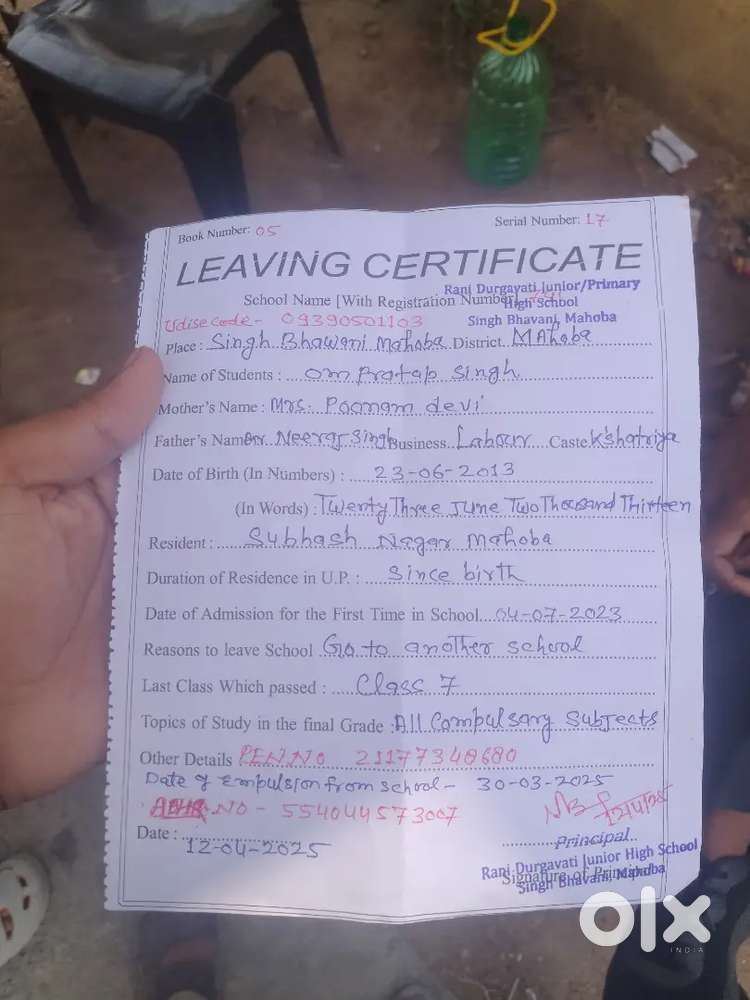 Book Number: 05
Serial Number: 17
LEAVING CERTIFICATE
School Name [With Registration Number]
Rani Durgavati Junior/Primary
High School
Singh Bhavani, Mahoba
Udise code - 09390501103
Place: Singh Bhawani Mahoba District MAhoba
Name of Students : Om Pratap Singh
Mother's Name : Mrs. Poonam devi
Father's Name Neeraj Singh Business Labour Caste Kshatriya
Date of Birth (In Numbers) : 23-06-2013
(In Words) : Twenty Three June Two Thousand Thirteen
Resident : Subhash Nagar Mahoba
Duration of Residence in U.P. : Since birth
Date of Admission for the First Time in School 04-07-2023
Reasons to leave School Go to another school
Last Class Which passed : Class 7
Topics of Study in the final Grade : All Compulsary Subjects
Other Details PEN NO 21177348680
Date of Empulsion from school - 30-03-2025
NO - 554044573007
12/4/25
Date : 12-04-2025
Principal
Rani Durgavati Junior High School
Singh Bhavani, Mahoba
Signature of Principal
olx
INDIA